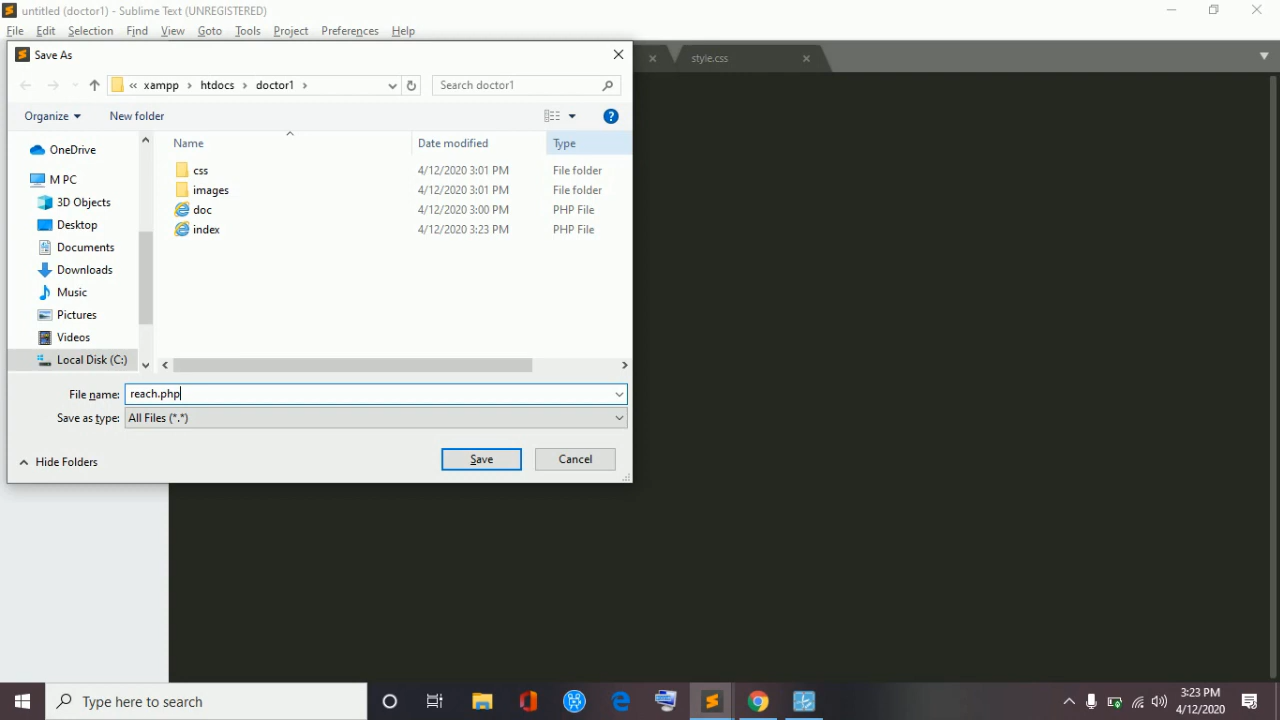 untitled (doctor1) - Sublime Text (UNREGISTERED)
File Edit Selection Find View Goto Tools Project Preferences Help
Save As
style.css
« xampp > htdocs > doctor1 >
Search doctor1
Organize
New folder
Name Date modified Type
OneDrive
M PC
3D Objects
Desktop
Documents
Downloads
Music
Pictures
Videos
Local Disk (C:)
css 4/12/2020 3:01 PM File folder
images 4/12/2020 3:01 PM File folder
doc 4/12/2020 3:00 PM PHP File
index 4/12/2020 3:23 PM PHP File
File name: reach.php
Save as type: All Files (*.*)
Hide Folders
Save
Cancel
Type here to search
3:23 PM
4/12/2020